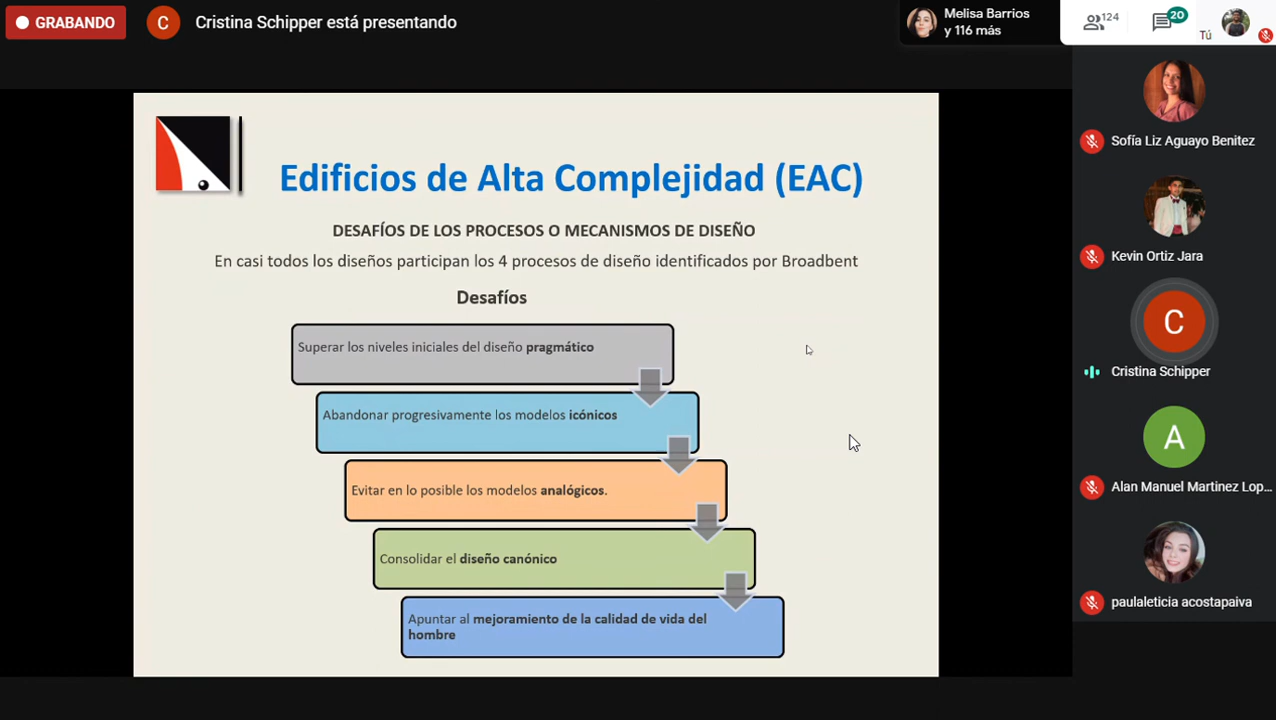 GRABANDO
C
Cristina Schipper está presentando
Melisa Barrios
y 116 más
124
20
Tú
Edificios de Alta Complejidad (EAC)
DESAFÍOS DE LOS PROCESOS O MECANISMOS DE DISEÑO
En casi todos los diseños participan los 4 procesos de diseño identificados por Broadbent
Desafíos
Superar los niveles iniciales del diseño pragmático
Abandonar progresivamente los modelos icónicos
Evitar en lo posible los modelos analógicos.
Consolidar el diseño canónico
Apuntar al mejoramiento de la calidad de vida del
hombre
Sofía Liz Aguayo Benitez
Kevin Ortiz Jara
C
Cristina Schipper
A
Alan Manuel Martinez Lop...
paulaleticia acostapaiva